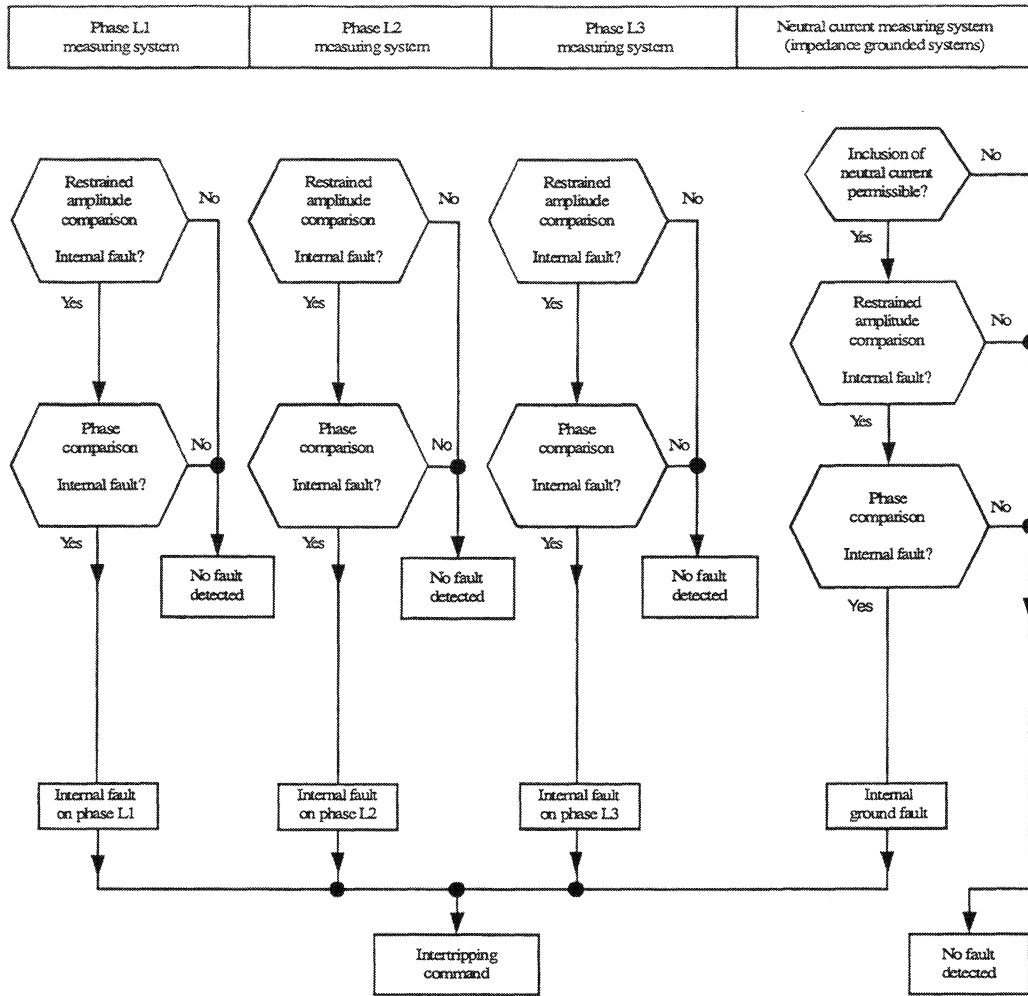 Phase L1
measuring system
Phase L2
measuring system
Phase L3
measuring system
Neutral current measuring system
(impedance grounded systems)
Restrained
amplitude
comparison
Internal fault?
No
Yes
Phase
comparison
Internal fault?
No
Yes
No fault
detected
Internal fault
on phase L1
Restrained
amplitude
comparison
Internal fault?
No
Yes
Phase
comparison
Internal fault?
No
Yes
No fault
detected
Internal fault
on phase L2
Restrained
amplitude
comparison
Internal fault?
No
Yes
Phase
comparison
Internal fault?
No
Yes
No fault
detected
Internal fault
on phase L3
Inclusion of
neutral current
permissible?
No
Yes
Restrained
amplitude
comparison
Internal fault?
No
Yes
Phase
comparison
Internal fault?
No
Yes
Internal
ground fault
Intertripping
command
No fault
detected